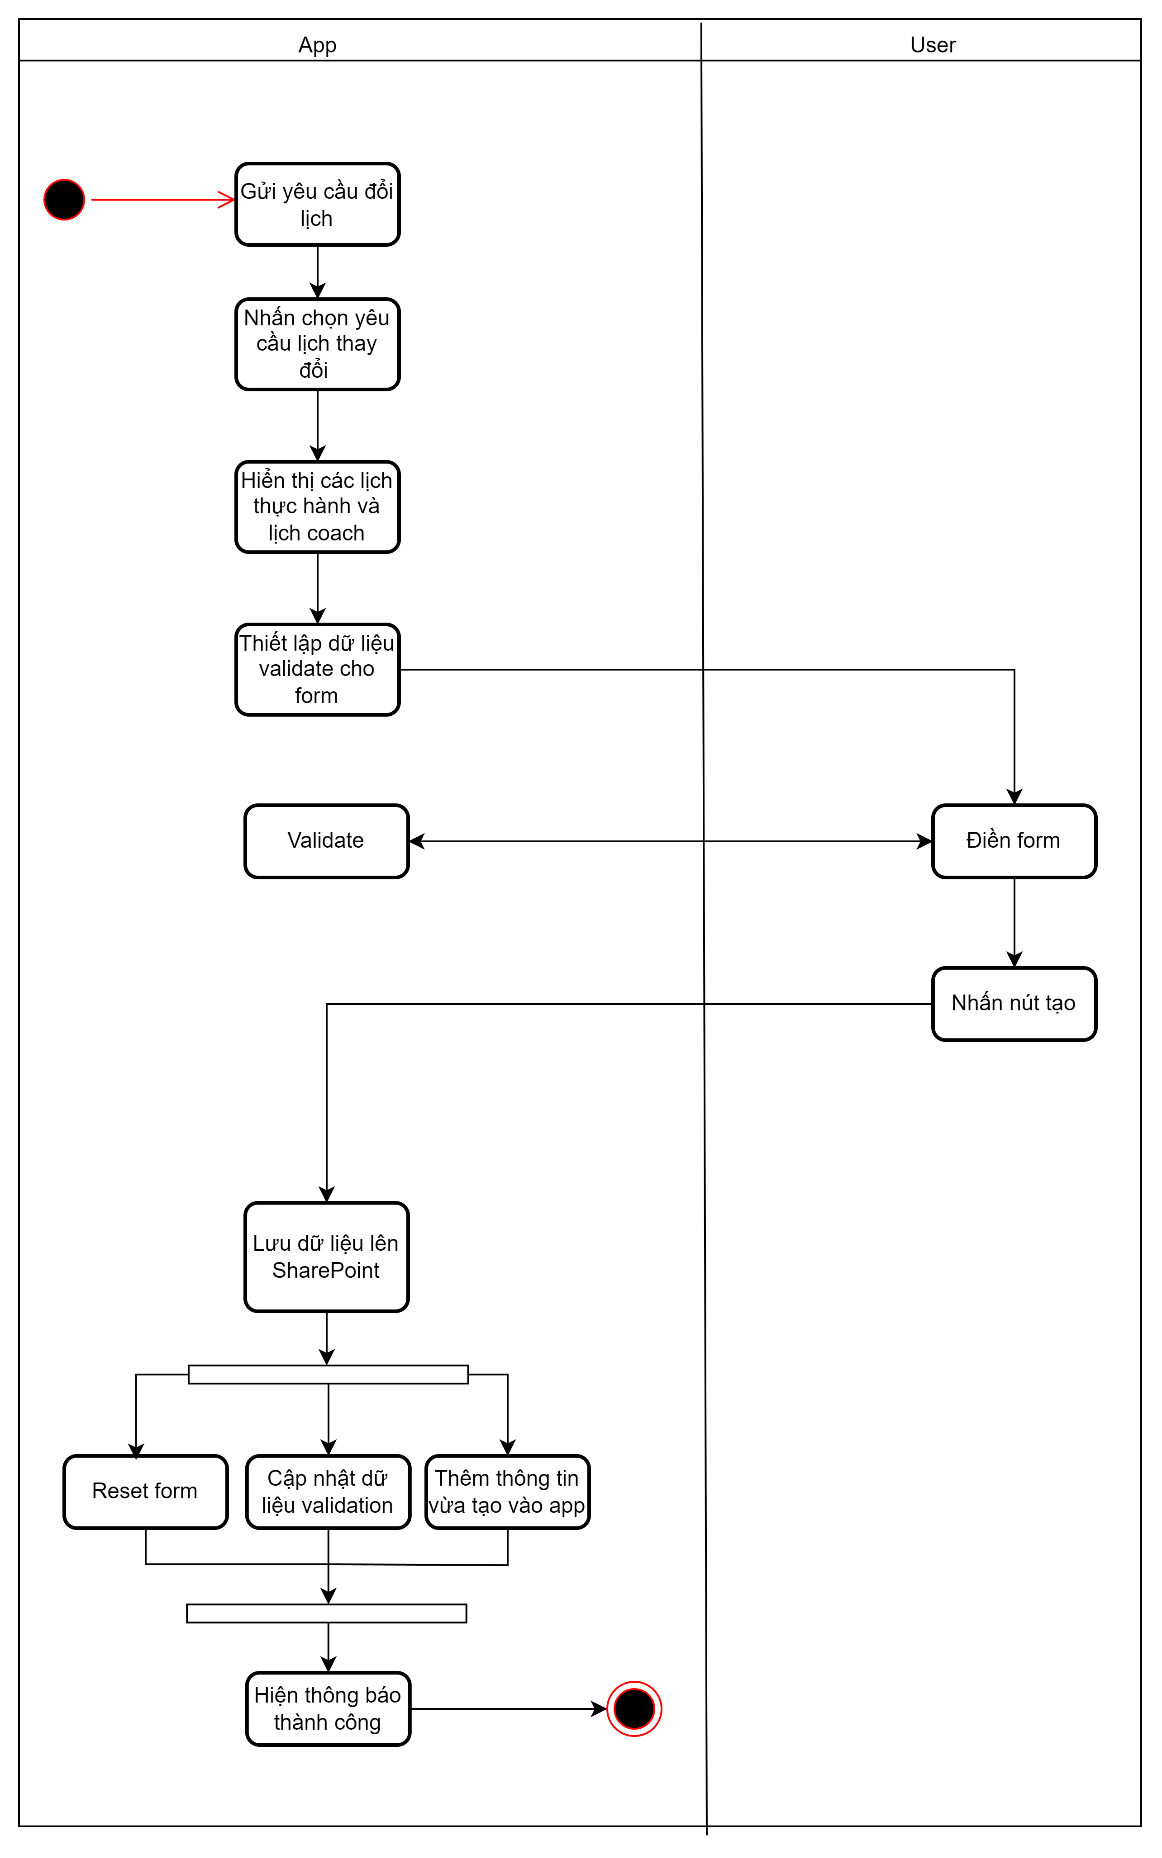 App
User
Gửi yêu cầu đổi
lịch
Nhấn chọn yêu
cầu lịch thay
đổi
Hiển thị các lịch
thực hành và
lịch coach
Thiết lập dữ liệu
validate cho
form
Validate
Điền form
Nhấn nút tạo
Lưu dữ liệu lên
SharePoint
Reset form
Cập nhật dữ
liệu validation
Thêm thông tin
vừa tạo vào app
Hiện thông báo
thành công